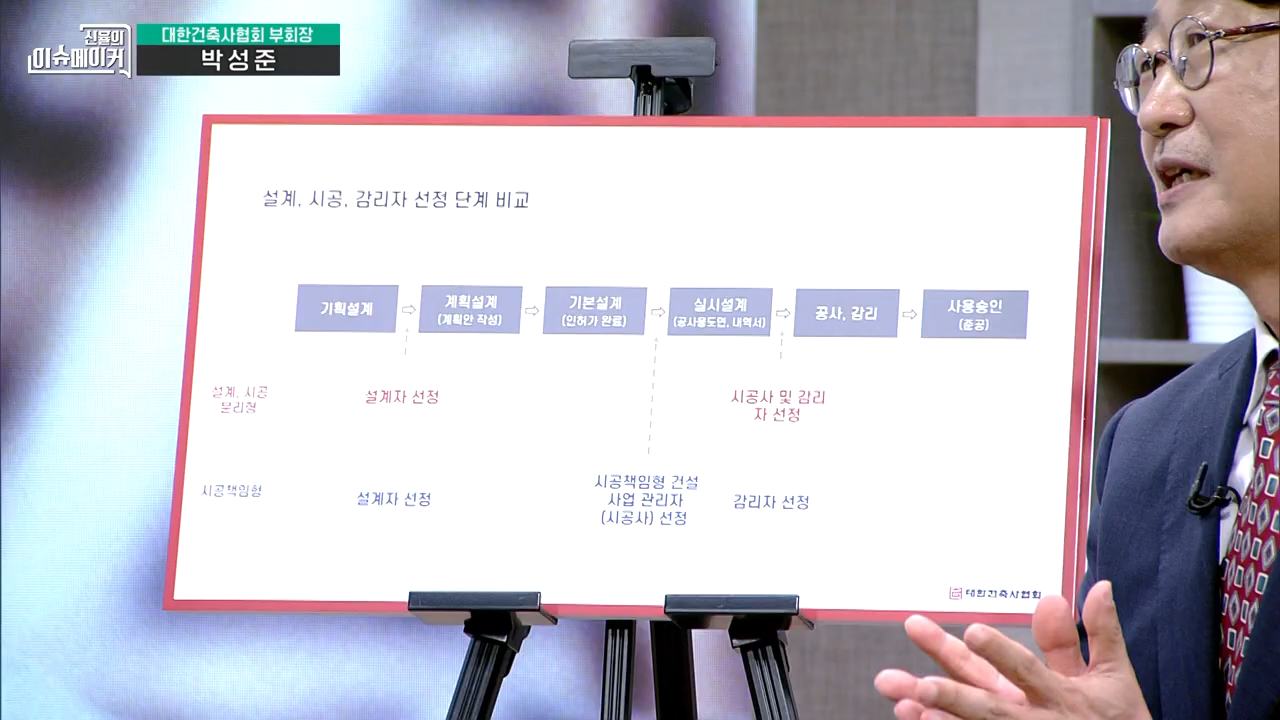 신율의
이슈메이커
대한건축사협회 부회장
박성준
설계, 시공, 감리자 선정 단계 비교
기획설계
계획설계
(계획안 작성)
기본설계
(인허가 완료)
실시설계
(공사용도면, 내역서)
공사, 감리
사용승인
(준공)
설계, 시공
분리형
설계자 선정
시공사 및 감리
자 선정
시공책임형
설계자 선정
시공책임형 건설
사업 관리자
(시공사) 선정
감리자 선정
대한건축사협회